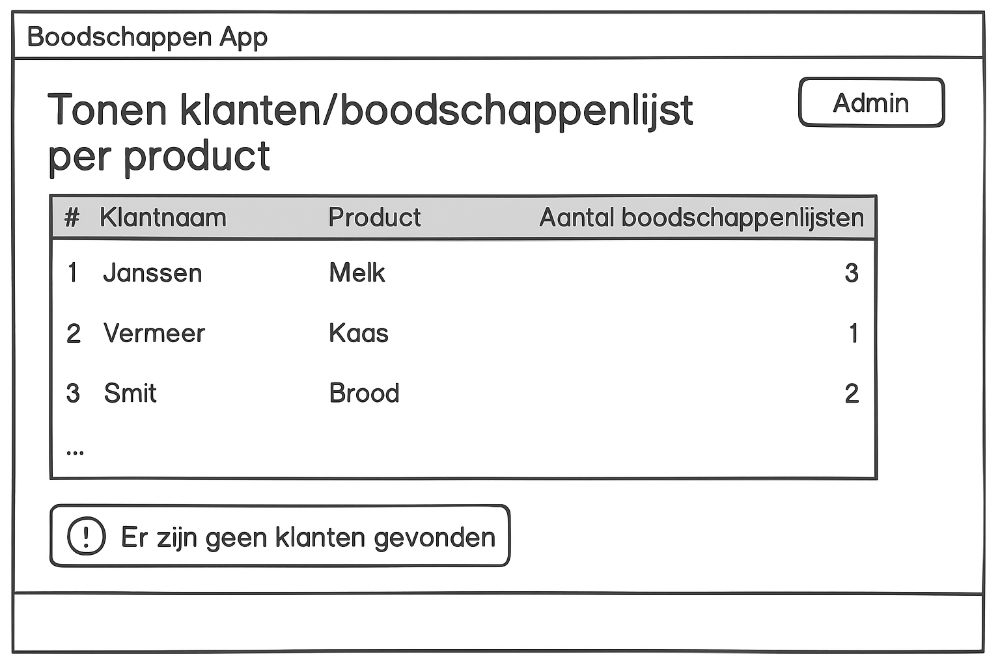 Boodschappen App
Tonen klanten/boodschappenlijst
per product
Admin
# Klantnaam Product Aantal boodschappenlijsten
1 Janssen Melk 3
2 Vermeer Kaas 1
3 Smit Brood 2
...
! Er zijn geen klanten gevonden